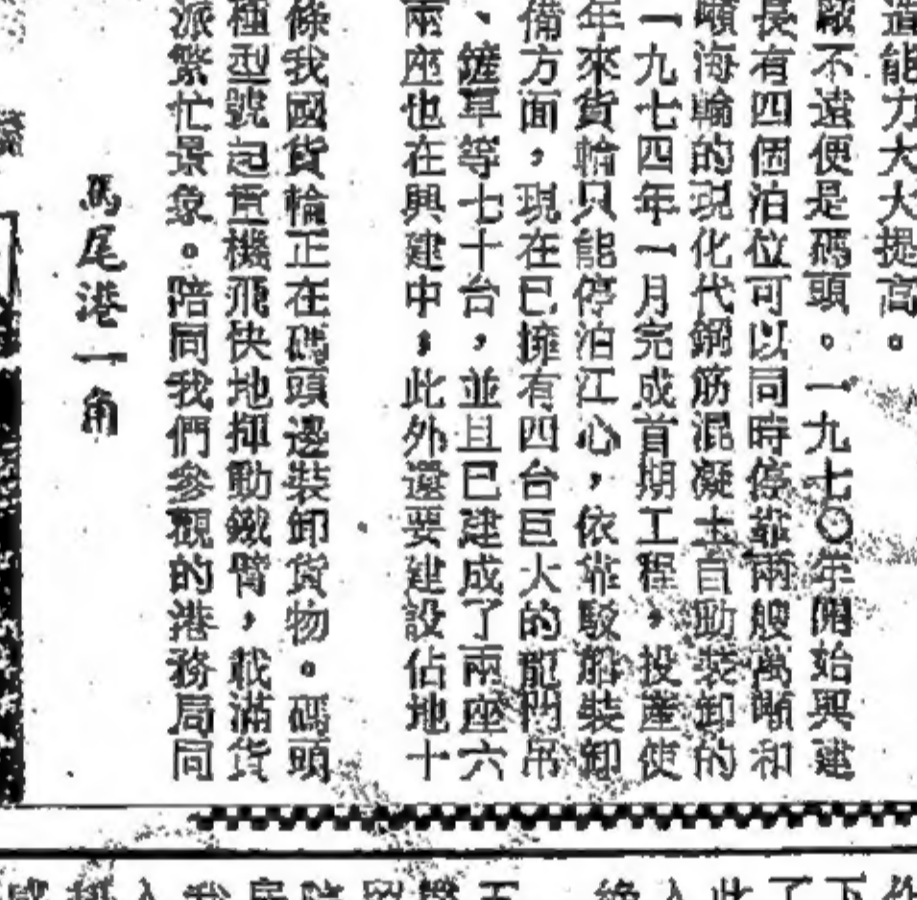 造能力大大提高。
廠不遠便是碼頭。一九七〇年開始興建
長有四個泊位可以同時停靠兩艘萬噸和
噸海輪的現化代鋼筋混凝土自動裝卸的
一九七四年一月完成首期工程，投產使
年來貨輪只能停泊江心，依靠駁船裝卸
備方面，現在已擁有四台巨大的龍門吊
、鏟車等七十台，並且已建成了兩座六
兩座也在興建中，此外還要建設佔地十
條我國貨輪正在碼頭邊裝卸貨物。碼頭
種型號起重機飛快地揮動鐵臂，載滿貨
派繁忙景象。陪同我們參觀的港務局同
馬尾港一角